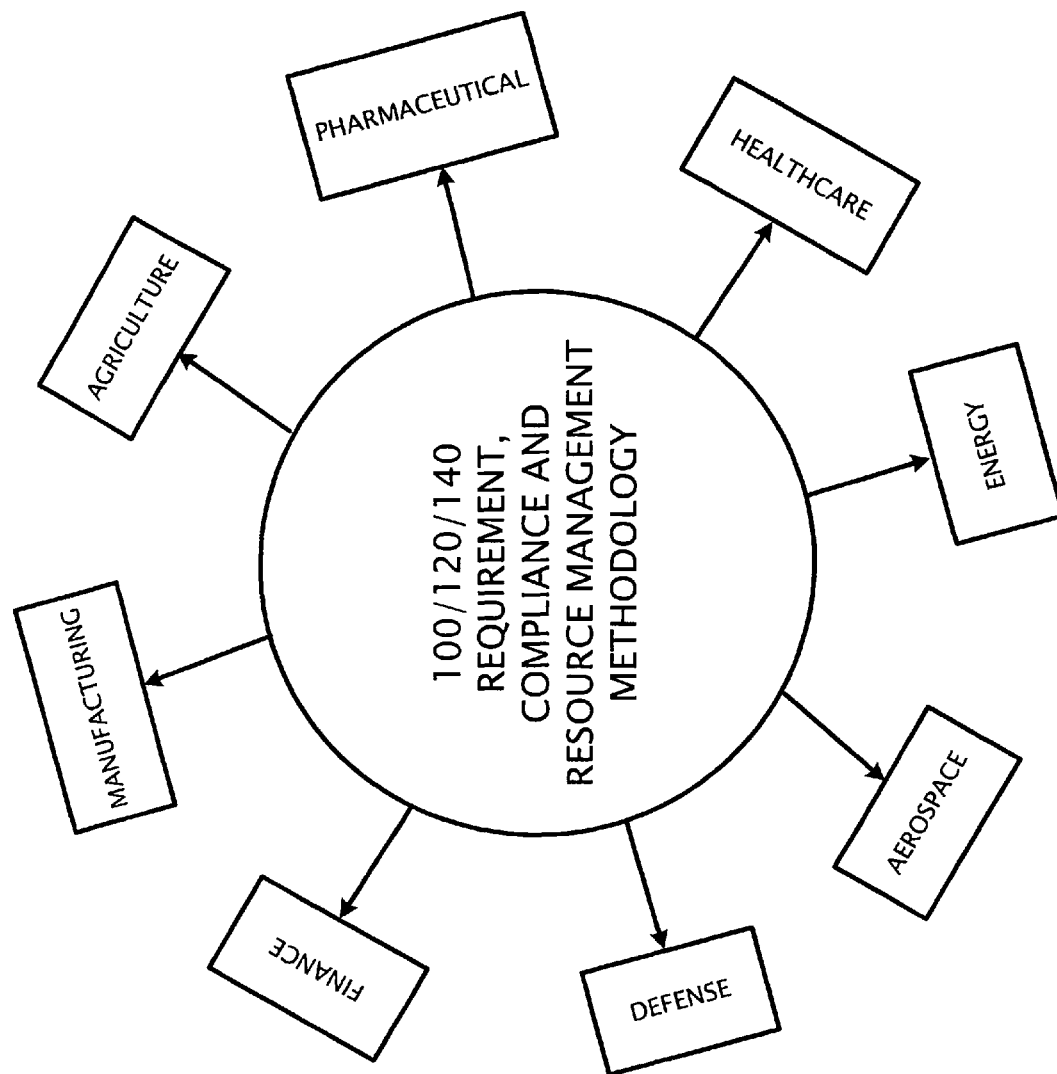 100/120/140
REQUIREMENT,
COMPLIANCE AND
RESOURCE MANAGEMENT
METHODOLOGY
PHARMACEUTICAL
HEALTHCARE
ENERGY
AEROSPACE
DEFENSE
FINANCE
MANUFACTURING
AGRICULTURE